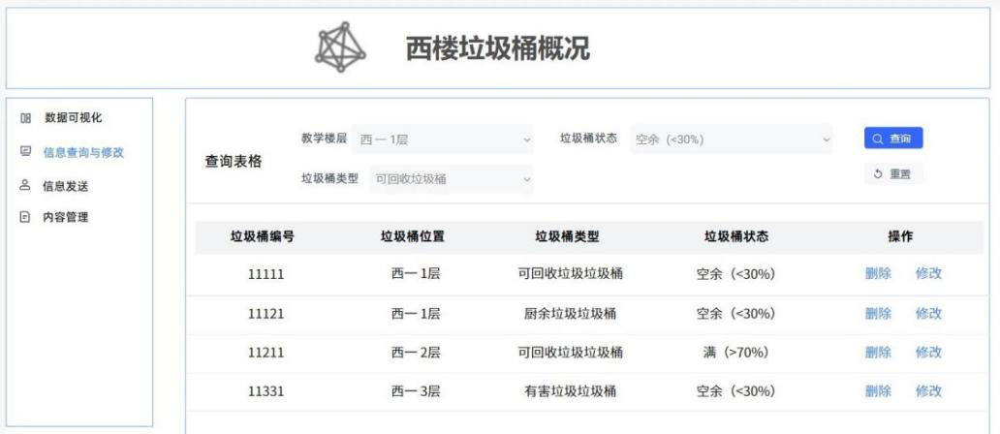 西楼垃圾桶概况
数据可视化
信息查询与修改
信息发送
内容管理
查询表格
教学楼层 西一1层 垃圾桶状态 空余（<30%） 查询
垃圾桶类型 可回收垃圾桶 重置
垃圾桶编号 垃圾桶位置 垃圾桶类型 垃圾桶状态 操作
11111 西一 1层 可回收垃圾垃圾桶 空余（<30%） 删除 修改
11121 西一 1层 厨余垃圾垃圾桶 空余（<30%） 删除 修改
11211 西一 2层 可回收垃圾垃圾桶 满（>70%） 删除 修改
11331 西一 3层 有害垃圾垃圾桶 空余（<30%） 删除 修改